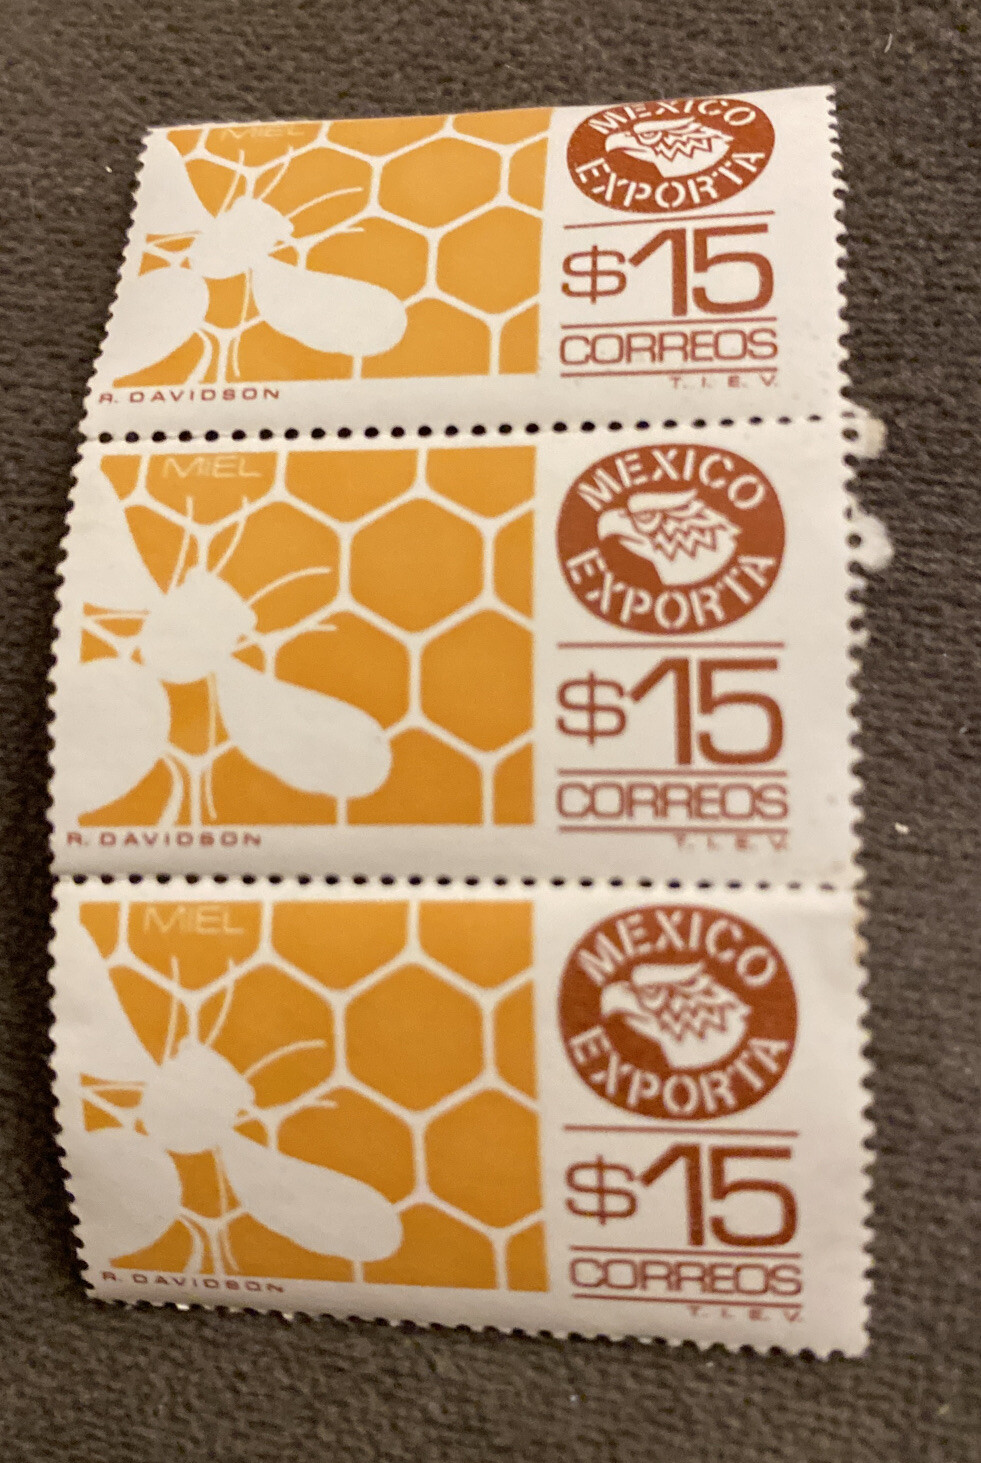 MIEL
MEXICO
EXPORTA
$15
CORREOS
T. I. E. V.
R. DAVIDSON
MIEL
MEXICO
EXPORTA
$15
CORREOS
T. I. E. V.
R. DAVIDSON
MIEL
MEXICO
EXPORTA
$15
CORREOS
T. I. E. V.
R. DAVIDSON